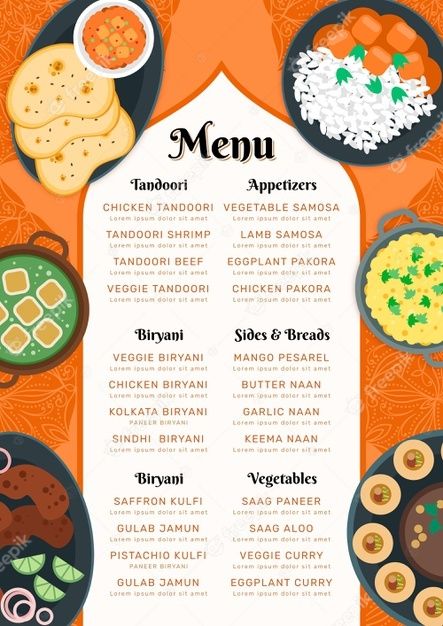 Menu
Tandoori
CHICKEN TANDOORI
Lorem ipsum dolor sit amet
TANDOORI SHRIMP
Lorem ipsum dolor sit amet
TANDOORI BEEF
Lorem ipsum dolor sit amet
VEGGIE TANDOORI
Lorem ipsum dolor sit amet
Appetizers
VEGETABLE SAMOSA
Lorem ipsum dolor sit amet
LAMB SAMOSA
Lorem ipsum dolor sit amet
EGGPLANT PAKORA
Lorem ipsum dolor sit amet
CHICKEN PAKORA
Lorem ipsum dolor sit amet
Biryani
VEGGIE BIRYANI
Lorem ipsum dolor sit amet
CHICKEN BIRYANI
Lorem ipsum dolor sit amet
KOLKATA BIRYANI
PANEER BIRYANI
SINDHI BIRYANI
Lorem ipsum dolor sit amet
Sides & Breads
MANGO PESAREL
Lorem ipsum dolor sit amet
BUTTER NAAN
Lorem ipsum dolor sit amet
GARLIC NAAN
Lorem ipsum dolor sit amet
KEEMA NAAN
Lorem ipsum dolor sit amet
Biryani
SAFFRON KULFI
Lorem ipsum dolor sit amet
GULAB JAMUN
Lorem ipsum dolor sit amet
PISTACHIO KULFI
PANEER BIRYANI
GULAB JAMUN
Lorem ipsum dolor sit amet
Vegetables
SAAG PANEER
Lorem ipsum dolor sit amet
SAAG ALOO
Lorem ipsum dolor sit amet
VEGGIE CURRY
Lorem ipsum dolor sit amet
EGGPLANT CURRY
Lorem ipsum dolor sit amet